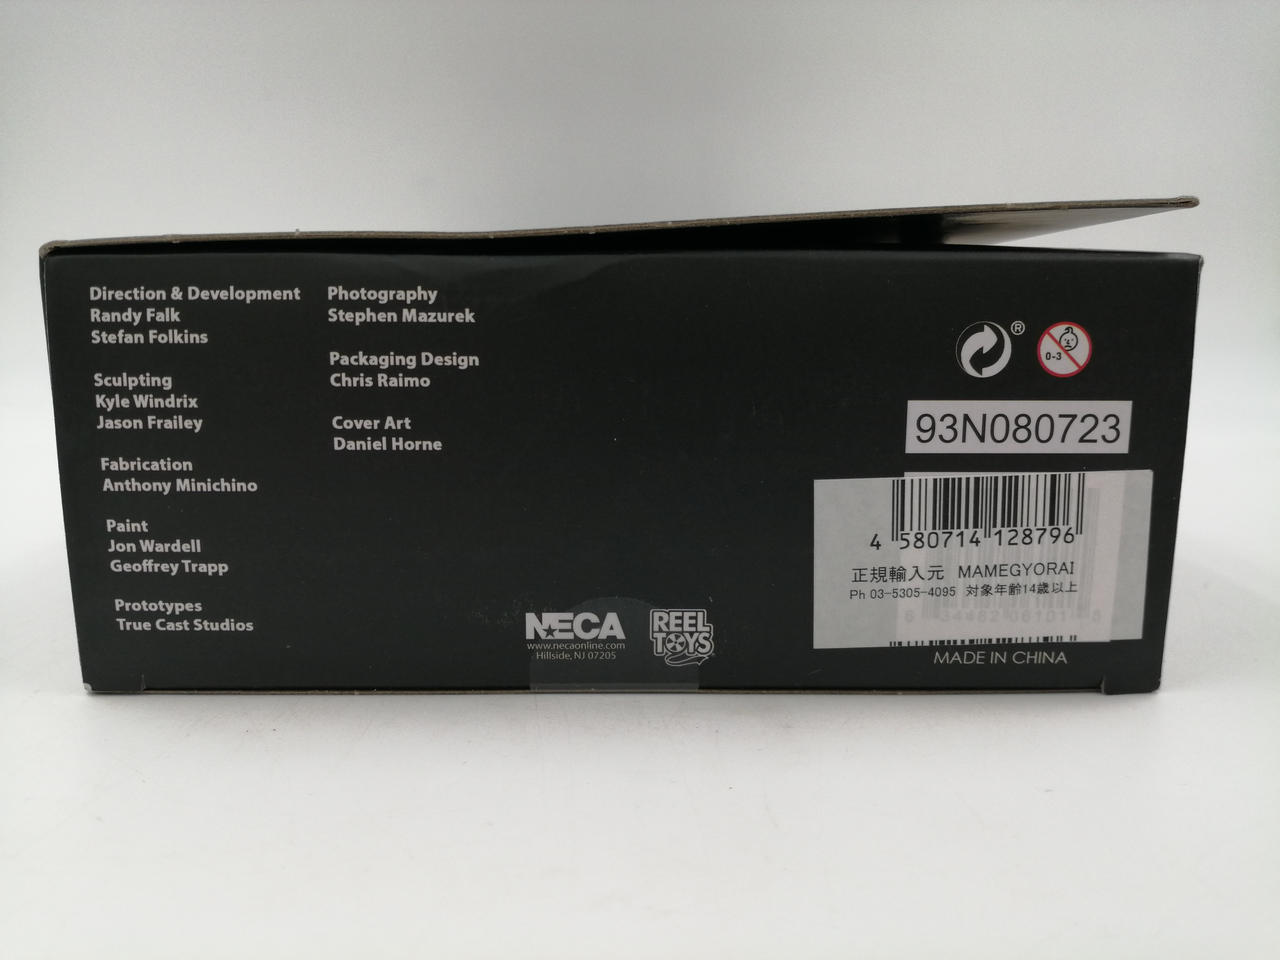 Direction & Development
Randy Falk
Stefan Folkins
Sculpting
Kyle Windrix
Jason Frailey
Fabrication
Anthony Minichino
Paint
Jon Wardell
Geoffrey Trapp
Prototypes
True Cast Studios
Photography
Stephen Mazurek
Packaging Design
Chris Raimo
Cover Art
Daniel Horne
NECA
www.necaonline.com
Hillside, NJ 07205
REEL
TOYS
®
0-3
93N080723
4 580714 128796
正規輸入元 MAMEGYORAI
Ph 03-5305-4095 対象年齢14歳以上
MADE IN CHINA